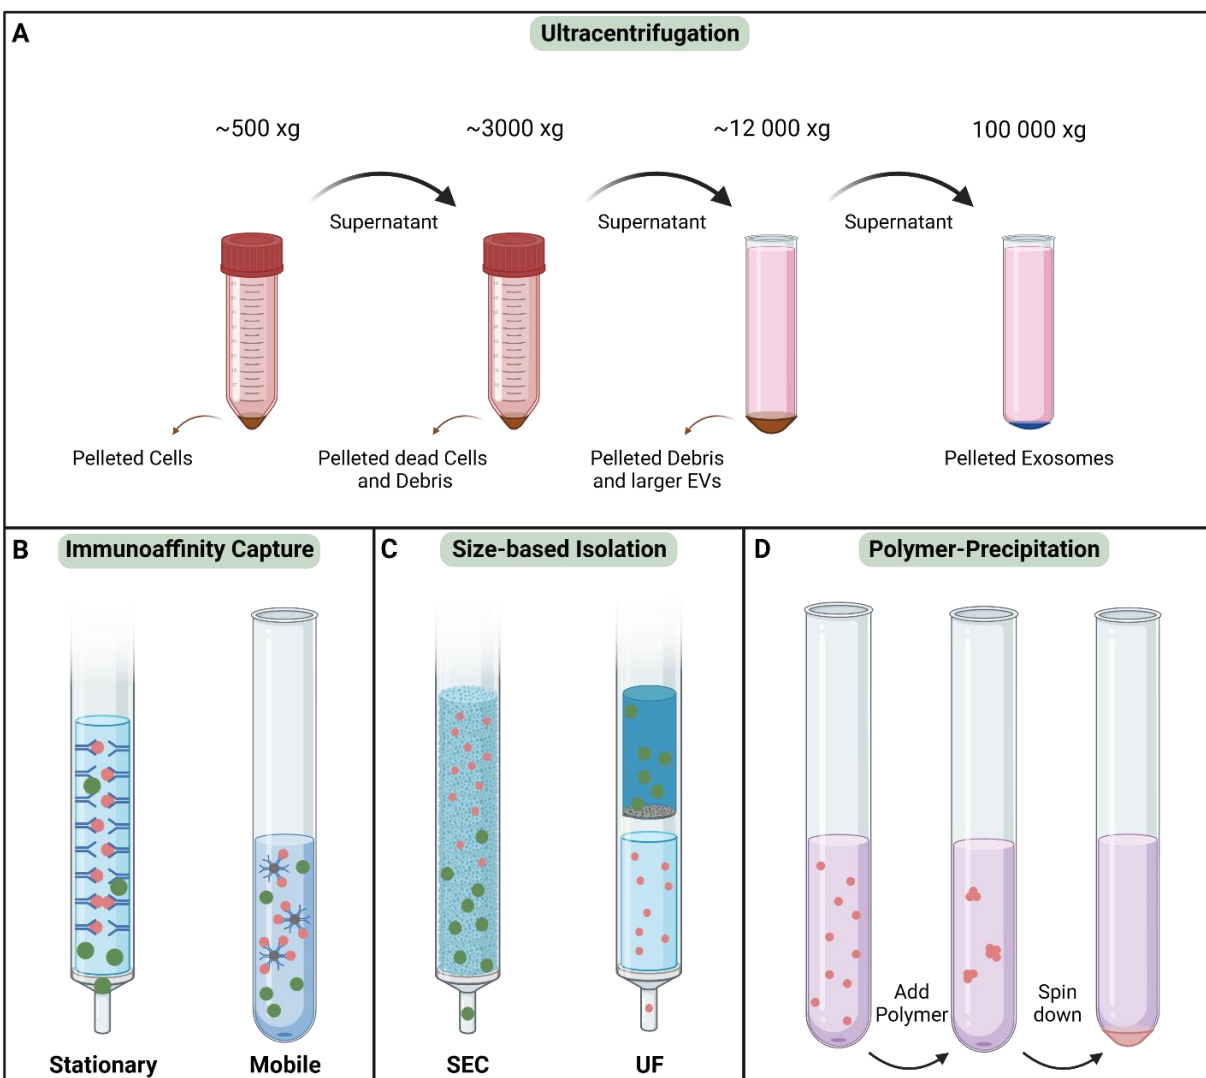 A
Ultracentrifugation
~500 xg
~3000 xg
~12 000 xg
100 000 xg
Supernatant
Supernatant
Supernatant
Pelleted Cells
Pelleted dead Cells
and Debris
Pelleted Debris
and larger EVs
Pelleted Exosomes
B
Immunoaffinity Capture
Stationary
Mobile
C
Size-based Isolation
SEC
UF
D
Polymer-Precipitation
Add
Polymer
Spin
down